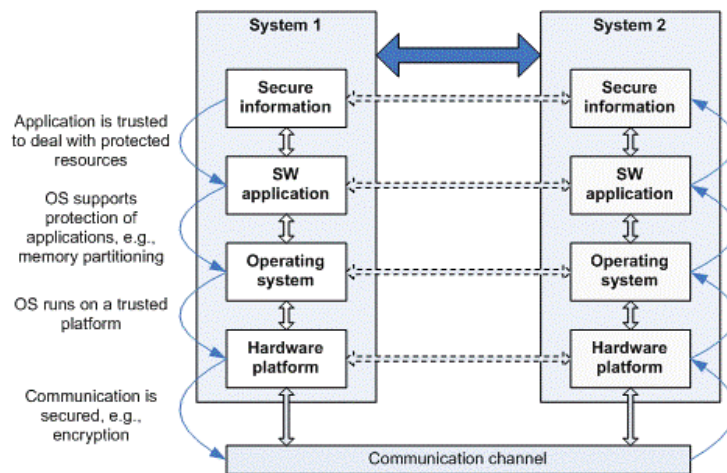 System 1
System 2
Secure
information
Secure
information
Application is trusted
to deal with protected
resources
SW
application
SW
application
OS supports
protection of
applications, e.g.,
memory partitioning
Operating
system
Operating
system
OS runs on a trusted
platform
Hardware
platform
Hardware
platform
Communication is
secured, e.g.,
encryption
Communication channel